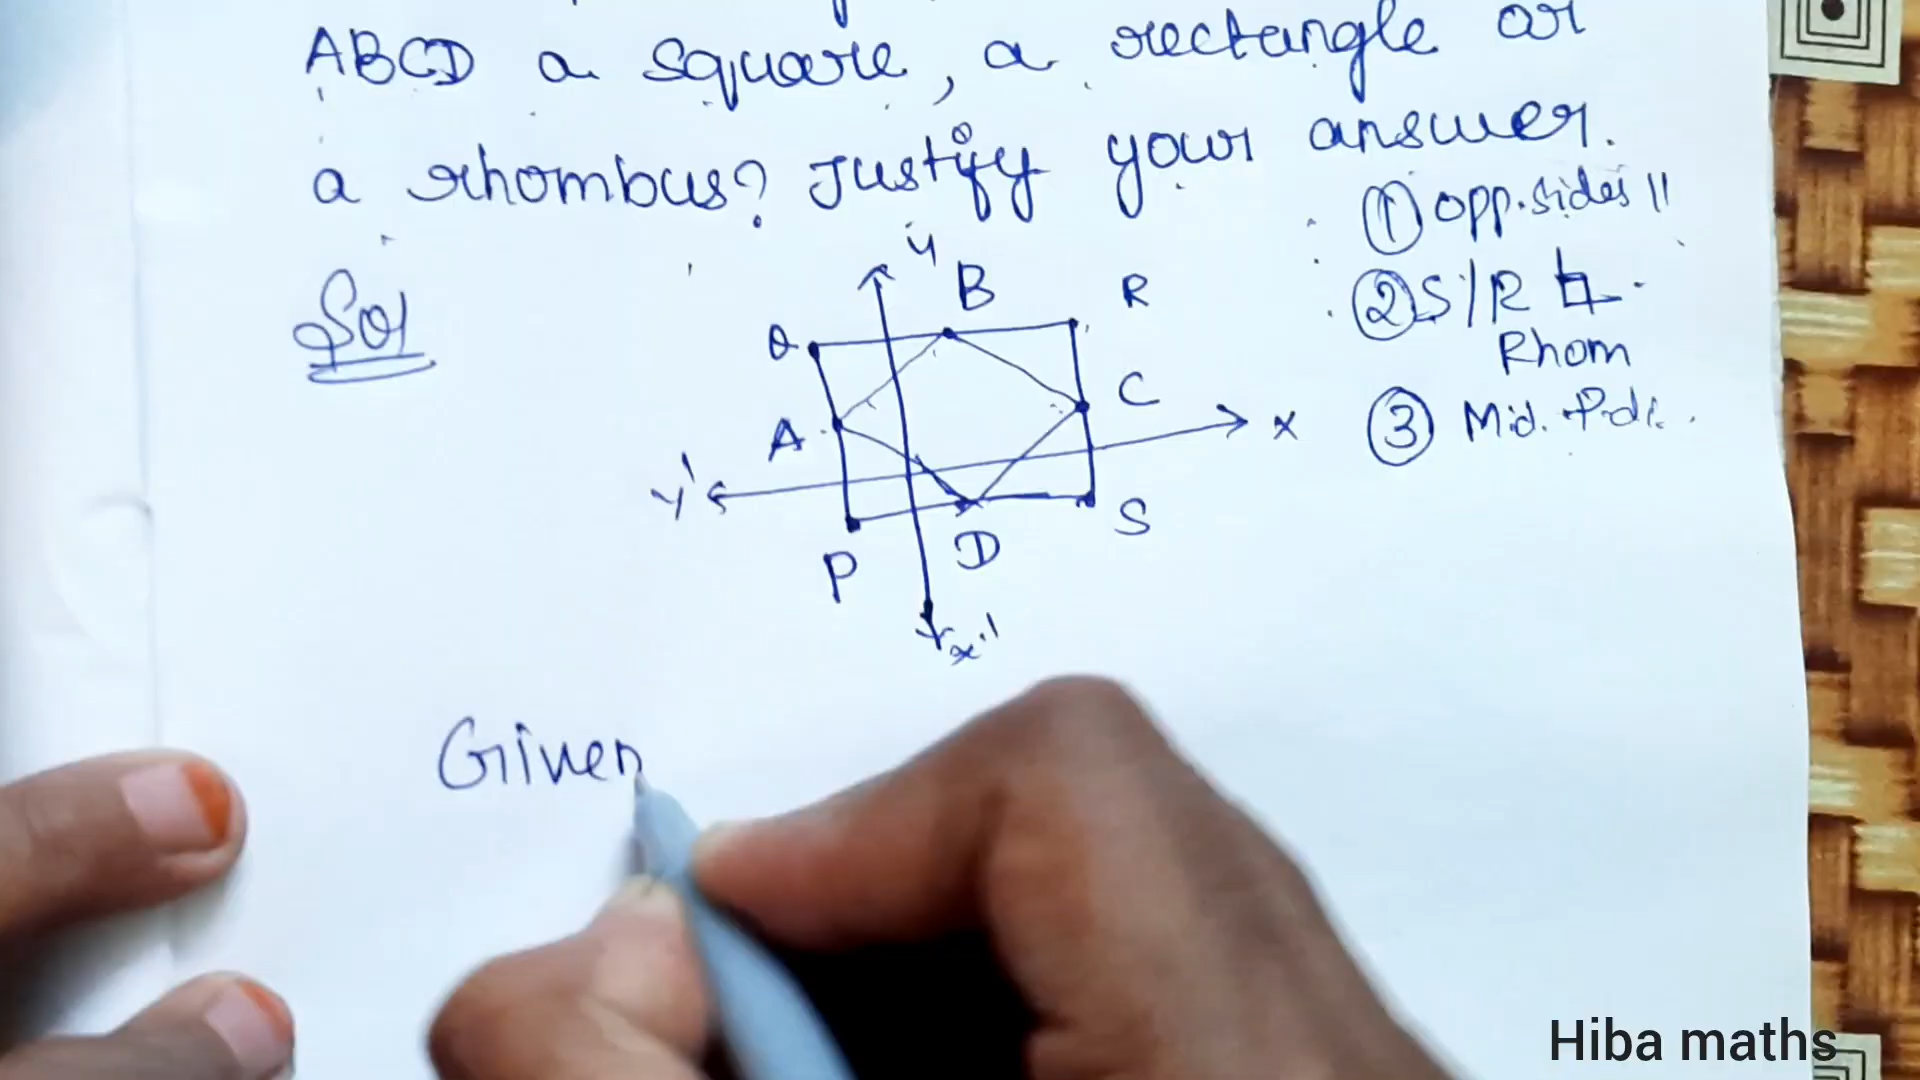 ABCD a square, a rectangle or
a rhombus? Justify your answer.
① opp. sides ||
② S/R
Rhom
③ Mid.
Sol
y
B
R
Q
C
A
x
y'
S
D
P
x'
Given
Hiba maths